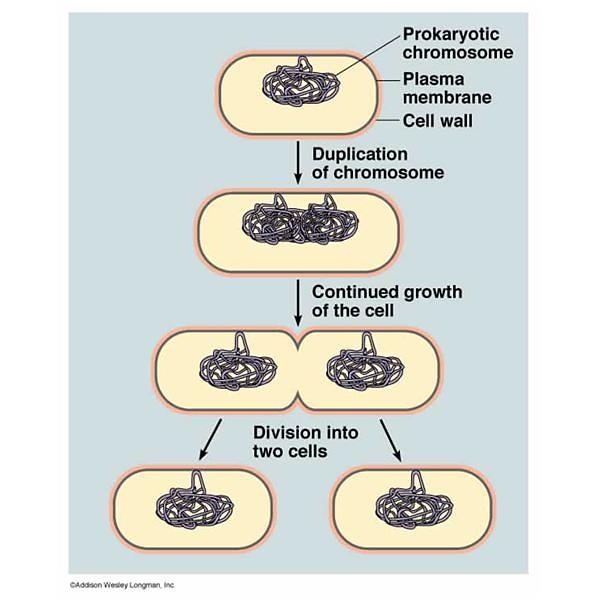 Prokaryotic
chromosome
Plasma
membrane
Cell wall
Duplication
of chromosome
Continued growth
of the cell
Division into
two cells
©Addison Wesley Longman, Inc.